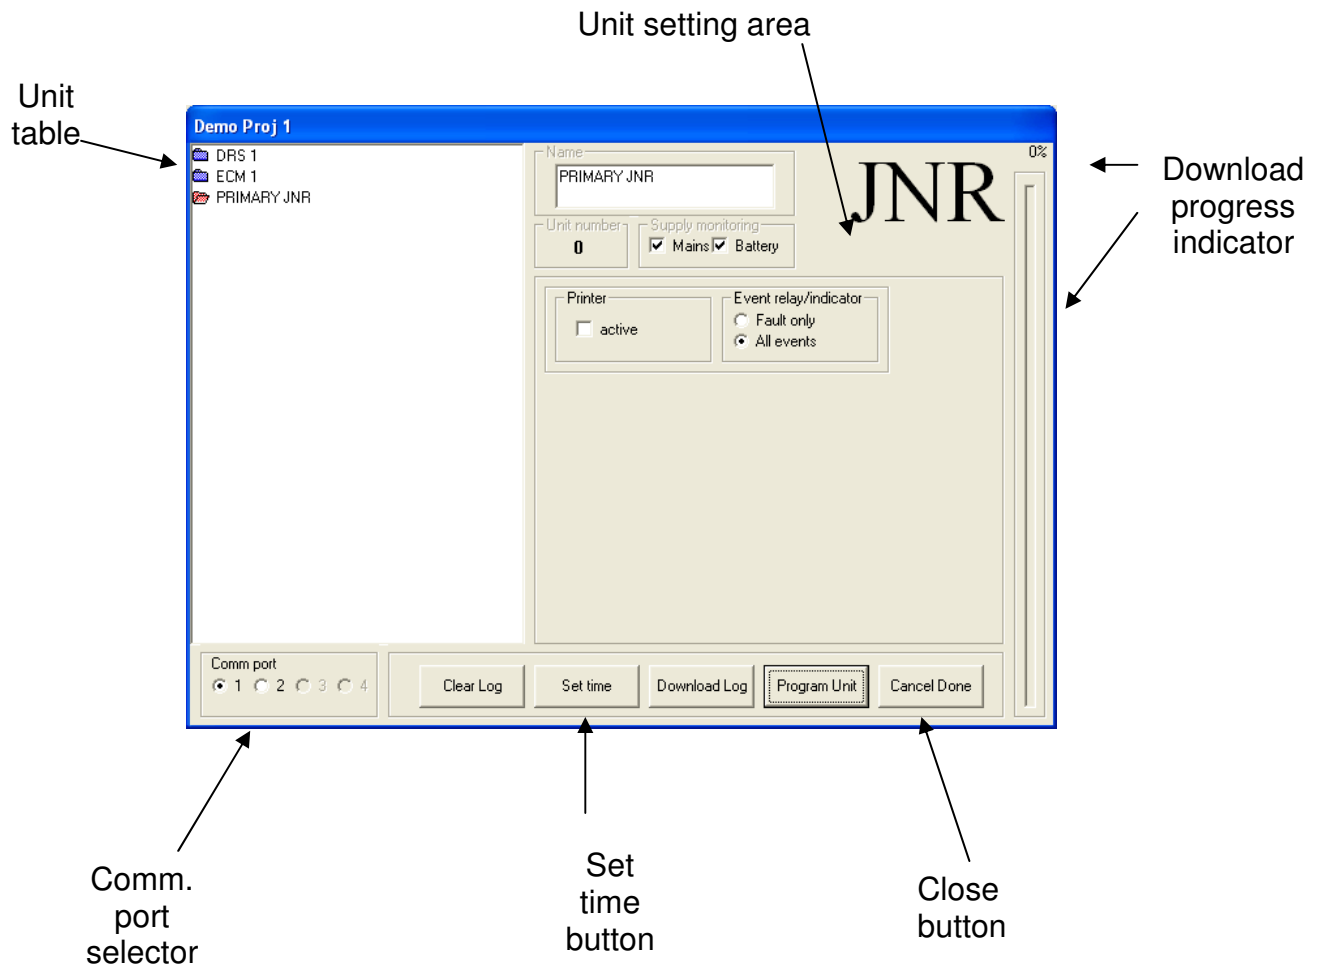 Unit setting area
Unit
table
Demo Proj 1
DRS 1
ECM 1
PRIMARY JNR
Name
PRIMARY JNR
JNR
0%
Download
progress
indicator
Unit number
0
Supply monitoring
Mains Battery
Printer
active
Event relay/indicator
Fault only
All events
Comm port
1 2 3 4
Clear Log Set time Download Log Program Unit Cancel Done
Comm.
port
selector
Set
time
button
Close
button